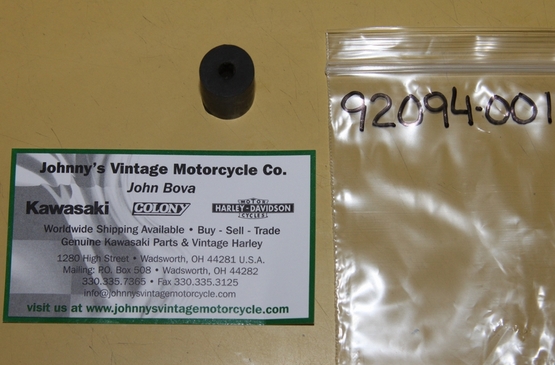 92094-001
Johnny's Vintage Motorcycle Co.
John Bova
Kawasaki COLONY MOTOR HARLEY-DAVIDSON CYCLES
Worldwide Shipping Available • Buy - Sell - Trade
Genuine Kawasaki Parts & Vintage Harley
1280 High Street • Wadsworth, OH 44281 U.S.A.
Mailing: P.O. Box 508 • Wadsworth, OH 44282
330.335.7365 • Fax 330.335.3125
info@johnnysvintagemotorcycle.com
visit us at www.johnnysvintagemotorcycle.com